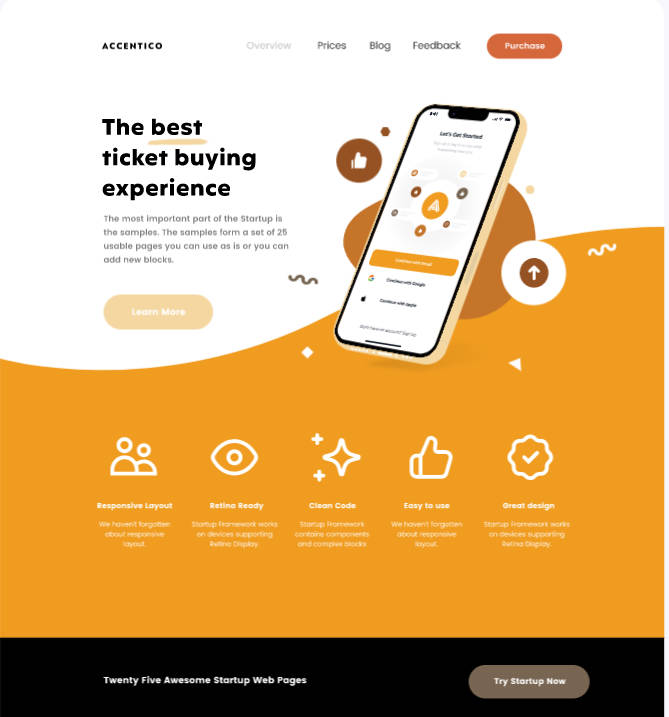 ACCENTICO
Overview Prices Blog Feedback Purchase
The best
ticket buying
experience
The most important part of the Startup is
the samples. The samples form a set of 25
usable pages you can use as is or you can
add new blocks.
Learn More
Let's Get Started
Continue with Email
Continue with Google
Continue with Apple
Responsive Layout
We haven't forgotten
about responsive
layout.
Retina Ready
Startup Framework works
on devices supporting
Retina Display.
Clean Code
Startup Framework
contains components
and complex blocks
Easy to use
We haven't forgotten
about responsive
layout.
Great design
Startup Framework works
on devices supporting
Retina Display.
Twenty Five Awesome Startup Web Pages
Try Startup Now